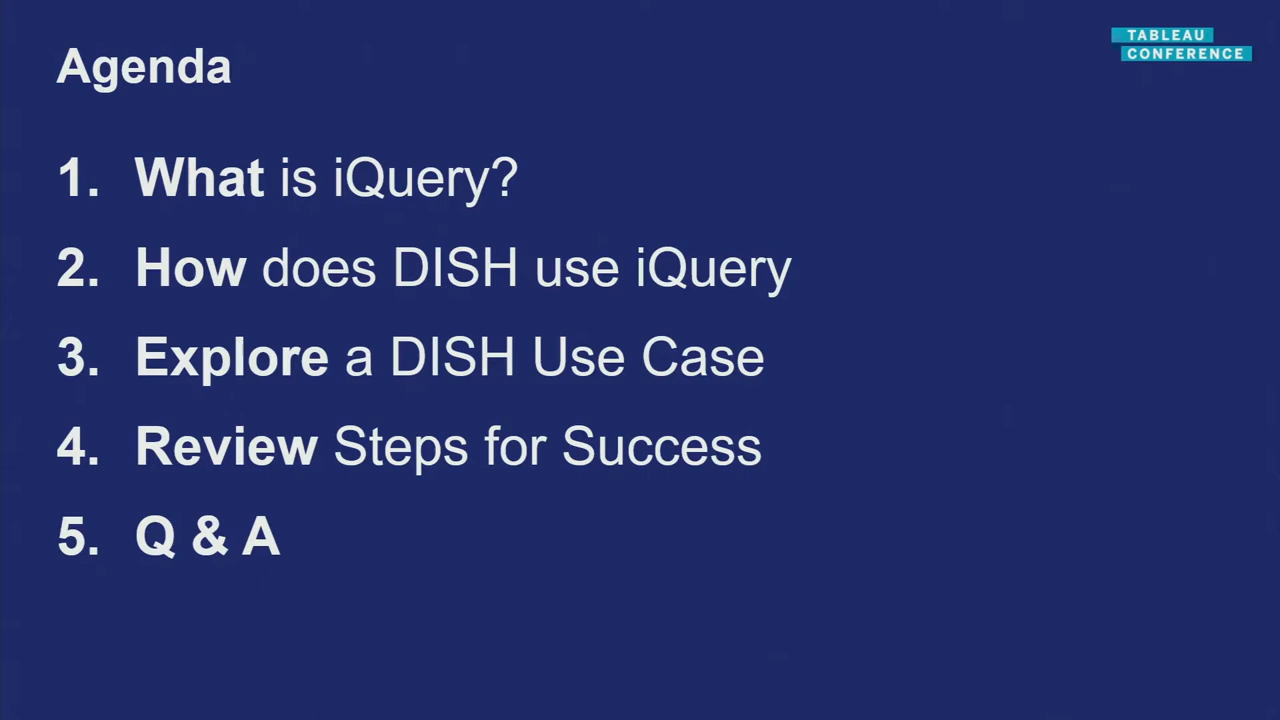 Agenda
TABLEAU
CONFERENCE
1. What is iQuery?
2. How does DISH use iQuery
3. Explore a DISH Use Case
4. Review Steps for Success
5. Q & A